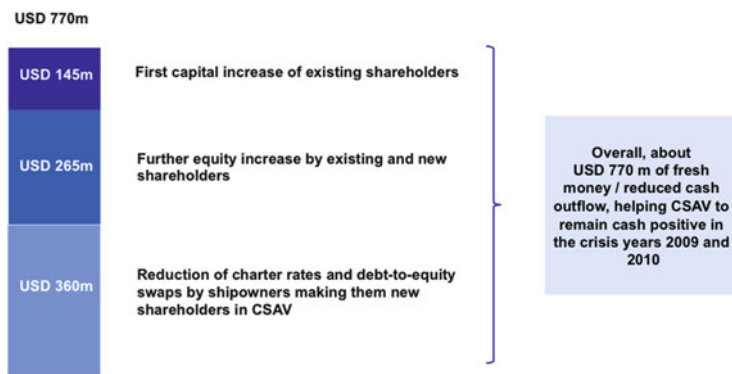 USD 770m
USD 145m
First capital increase of existing shareholders
USD 265m
Further equity increase by existing and new
shareholders
USD 360m
Reduction of charter rates and debt-to-equity
swaps by shipowners making them new
shareholders in CSAV
Overall, about
USD 770 m of fresh
money / reduced cash
outflow, helping CSAV to
remain cash positive in
the crisis years 2009 and
2010